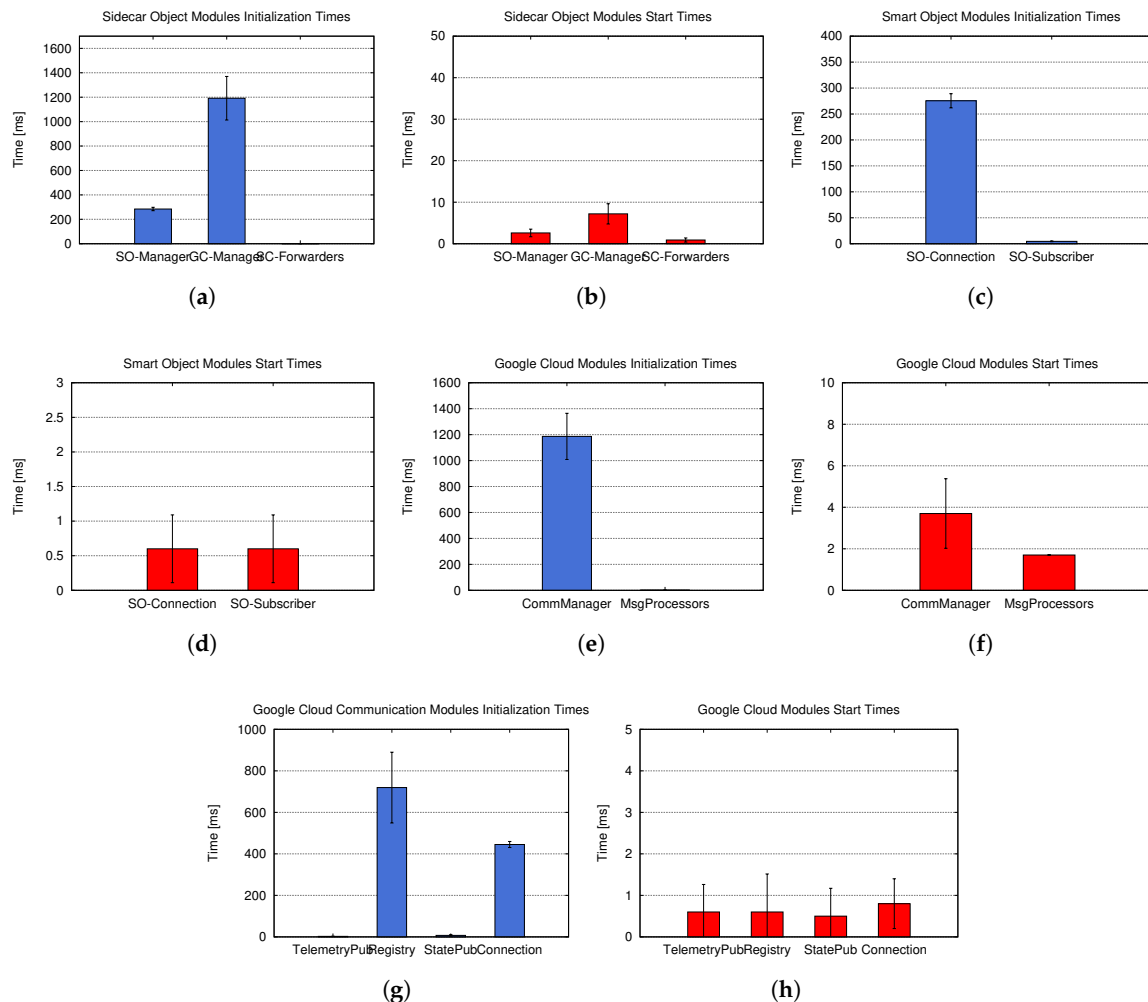 Sidecar Object Modules Initialization Times
Time [ms]
1600
1400
1200
1000
800
600
400
200
0
SO-Manager GC-Manager SC-Forwarders
(a)
Sidecar Object Modules Start Times
Time [ms]
50
40
30
20
10
0
SO-Manager GC-Manager SC-Forwarders
(b)
Smart Object Modules Initialization Times
Time [ms]
400
350
300
250
200
150
100
50
0
SO-Connection SO-Subscriber
(c)
Smart Object Modules Start Times
Time [ms]
3
2.5
2
1.5
1
0.5
0
SO-Connection SO-Subscriber
(d)
Google Cloud Modules Initialization Times
Time [ms]
1600
1400
1200
1000
800
600
400
200
0
CommManager MsgProcessors
(e)
Google Cloud Modules Start Times
Time [ms]
10
8
6
4
2
0
CommManager MsgProcessors
(f)
Google Cloud Communication Modules Initialization Times
Time [ms]
1000
800
600
400
200
0
TelemetryPub Registry StatePub Connection
(g)
Google Cloud Modules Start Times
Time [ms]
5
4
3
2
1
0
TelemetryPub Registry StatePub Connection
(h)